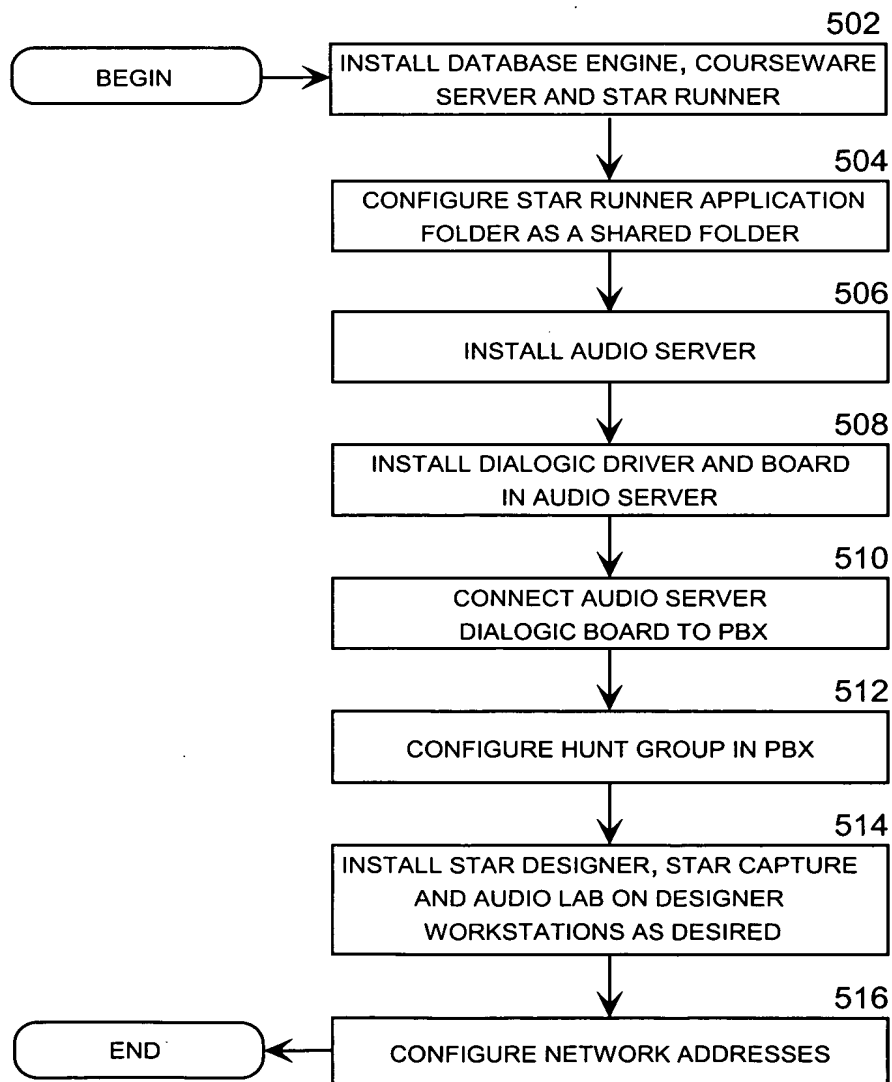 502
BEGIN
INSTALL DATABASE ENGINE, COURSEWARE
SERVER AND STAR RUNNER
504
CONFIGURE STAR RUNNER APPLICATION
FOLDER AS A SHARED FOLDER
506
INSTALL AUDIO SERVER
508
INSTALL DIALOGIC DRIVER AND BOARD
IN AUDIO SERVER
510
CONNECT AUDIO SERVER
DIALOGIC BOARD TO PBX
512
CONFIGURE HUNT GROUP IN PBX
514
INSTALL STAR DESIGNER, STAR CAPTURE
AND AUDIO LAB ON DESIGNER
WORKSTATIONS AS DESIRED
516
CONFIGURE NETWORK ADDRESSES
END